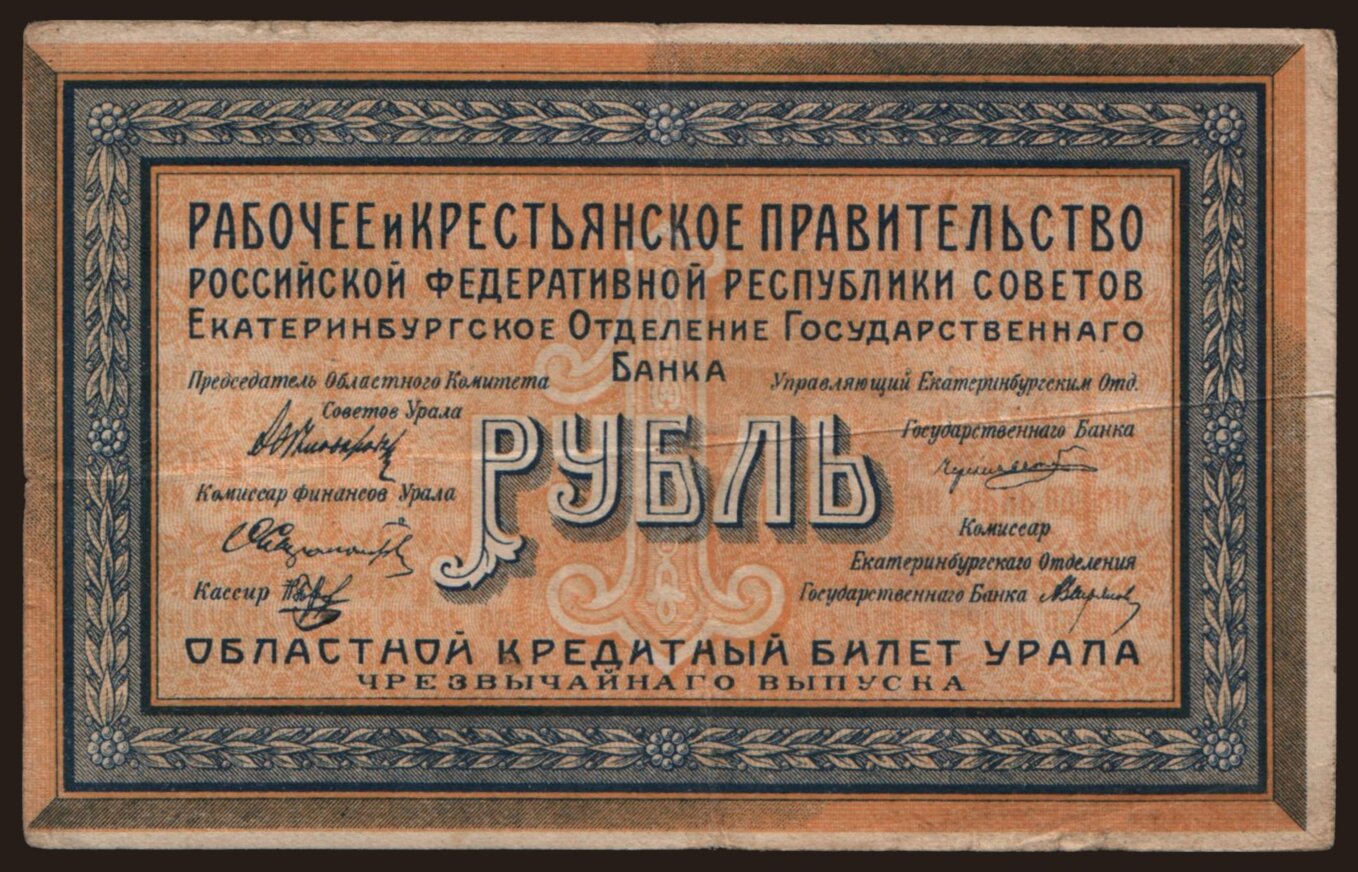 РАБОЧЕЕ и КРЕСТЬЯНСКОЕ ПРАВИТЕЛЬСТВО
РОССИЙСКОЙ ФЕДЕРАТИВНОЙ РЕСПУБЛИКИ СОВЕТОВ
ЕКАТЕРИНБУРГСКОЕ ОТДЕЛЕНИЕ ГОСУДАРСТВЕННАГО
БАНКА
Председатель Областного Комитета
Советов Урала
Управляющий Екатеринбургским Отд.
Государственнаго Банка
1
РУБЛЬ
Комиссар финансов Урала
Кассир
Комиссар
Екатеринбургскаго Отделения
Государственнаго Банка
ОБЛАСТНОЙ КРЕДИТНЫЙ БИЛЕТ УРАЛА
ЧРЕЗВЫЧАЙНАГО ВЫПУСКА